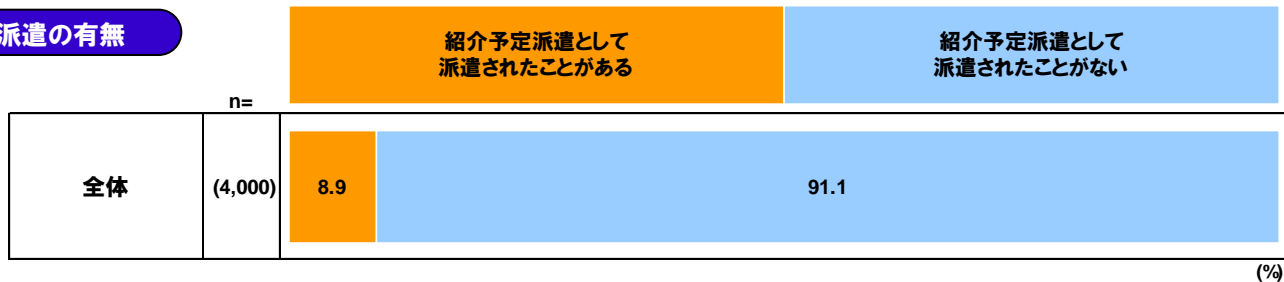 派遣の有無
紹介予定派遣として
派遣されたことがある
紹介予定派遣として
派遣されたことがない
n=
全体
(4,000)
8.9
91.1
(%)